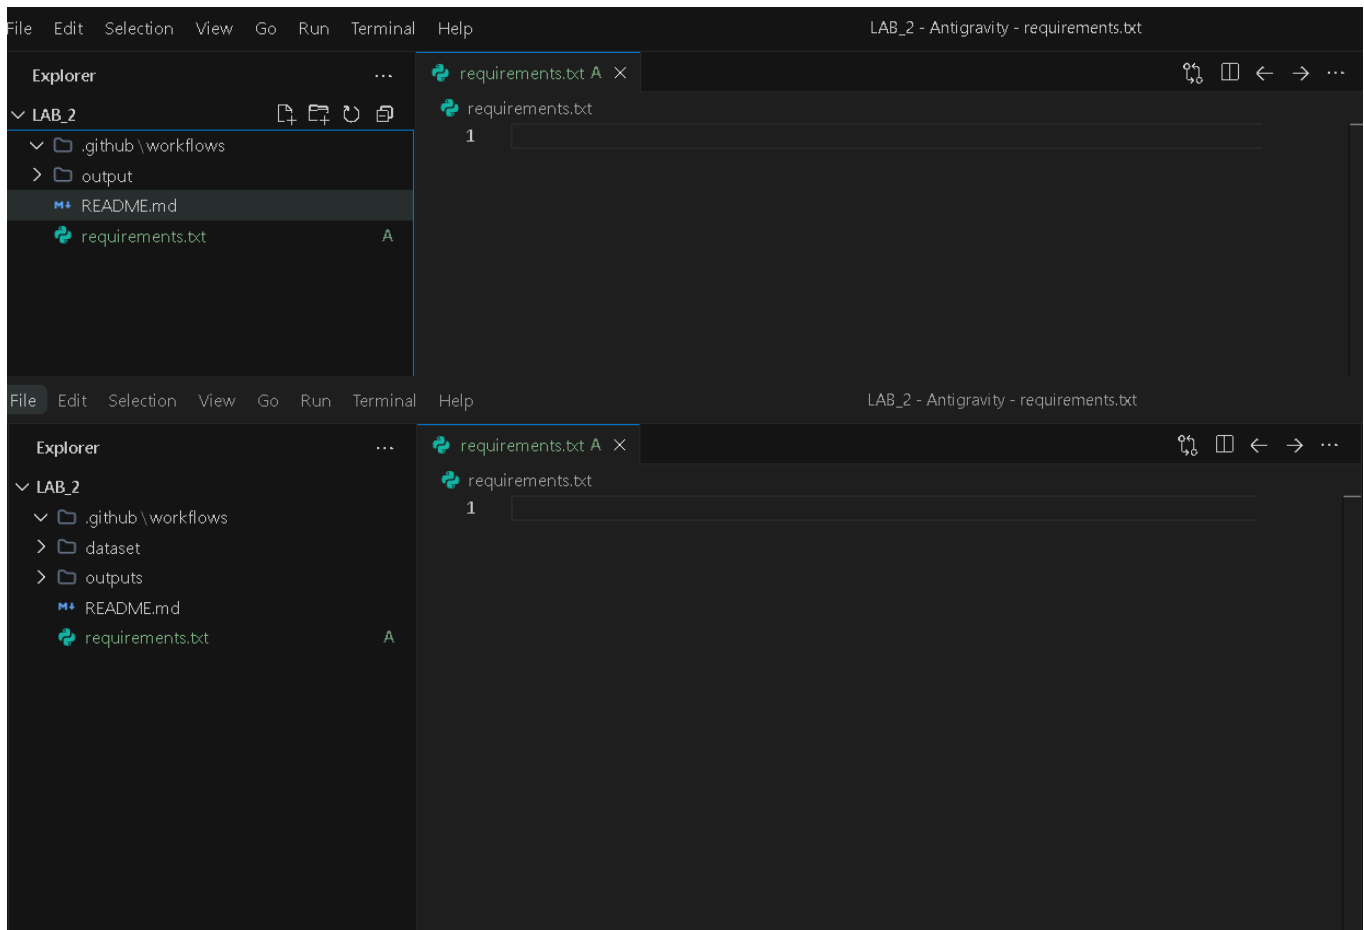 File Edit Selection View Go Run Terminal Help LAB_2 - Antigravity - requirements.txt
Explorer ... requirements.txt A ×
LAB_2 requirements.txt
.github\workflows 1
output
README.md
requirements.txt A
File Edit Selection View Go Run Terminal Help LAB_2 - Antigravity - requirements.txt
Explorer ... requirements.txt A ×
LAB_2 requirements.txt
.github\workflows 1
dataset
outputs
README.md
requirements.txt A